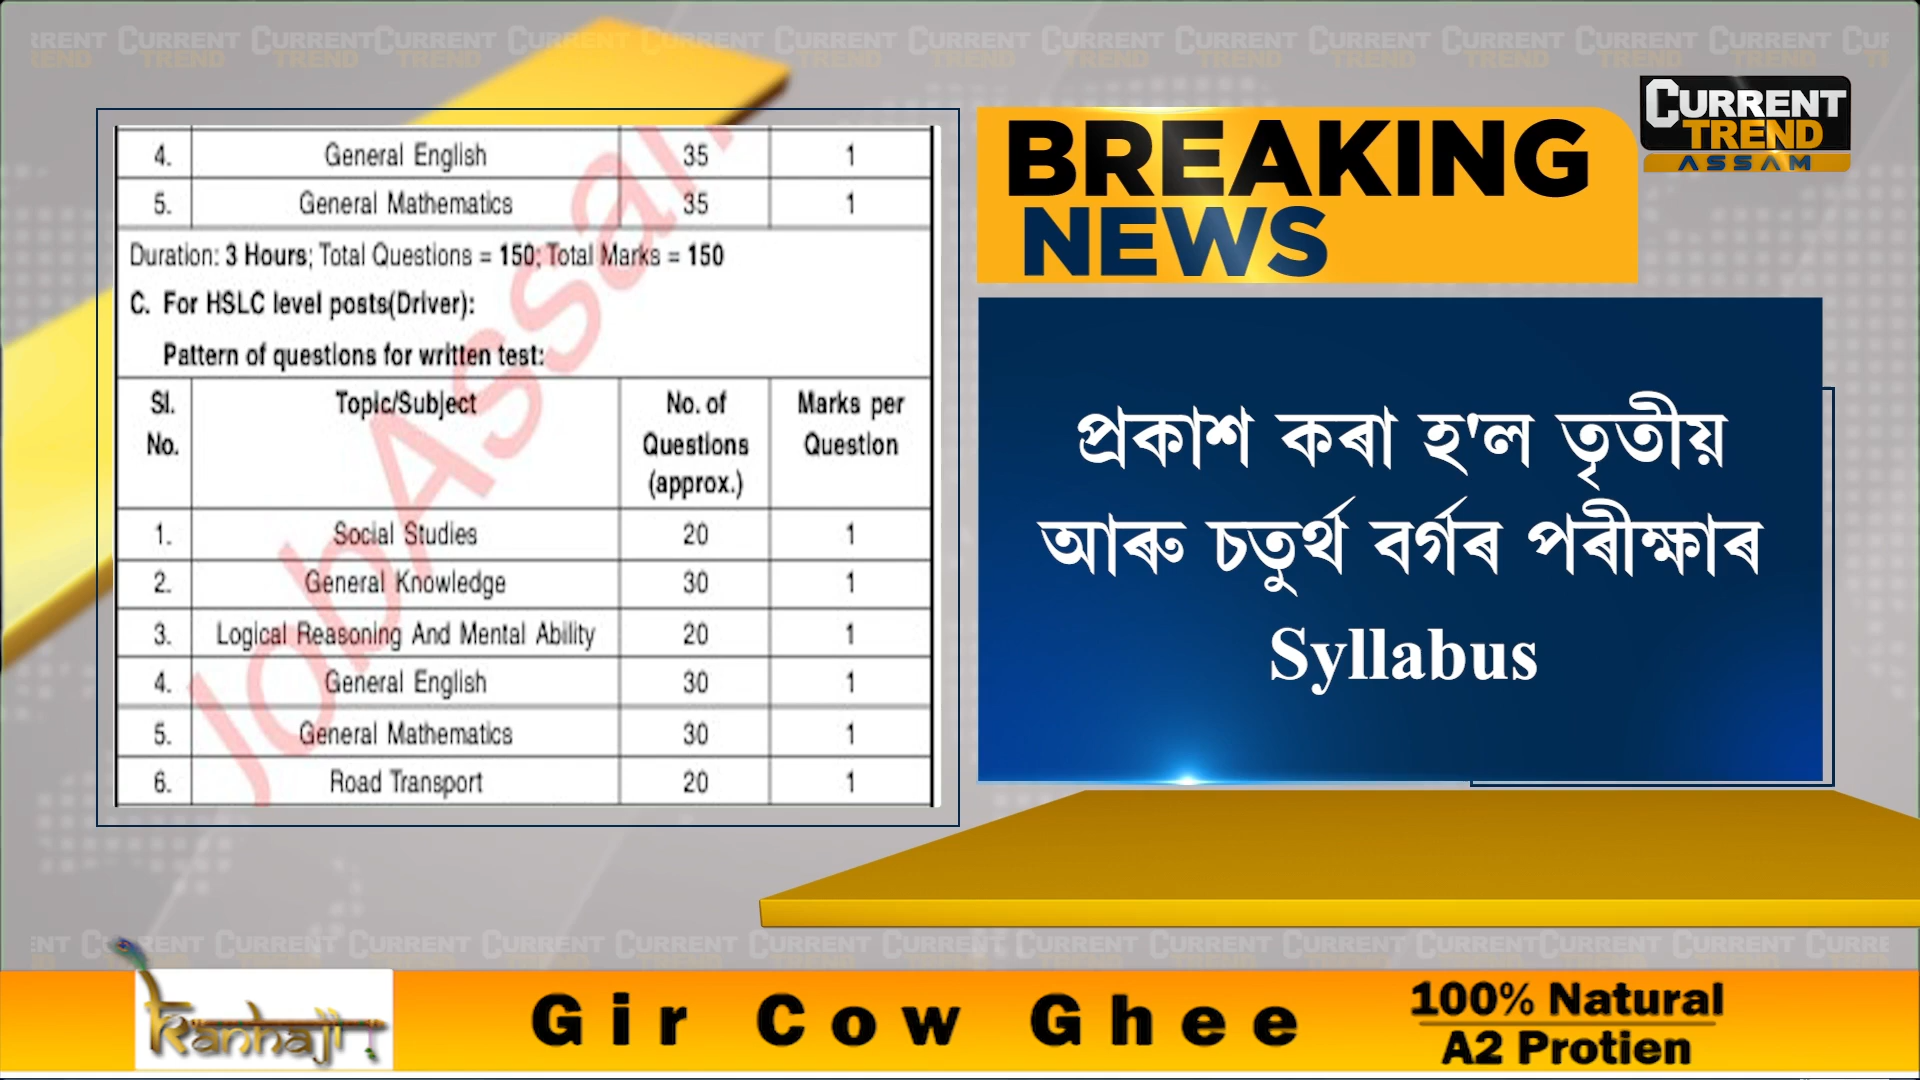 4. General English 35 1
5. General Mathematics 35 1
Duration: 3 Hours; Total Questions = 150; Total Marks = 150
C. For HSLC level posts(Driver):
Pattern of questions for written test:
Sl. No. Topic/Subject No. of Questions (approx.) Marks per Question
1. Social Studies 20 1
2. General Knowledge 30 1
3. Logical Reasoning And Mental Ability 20 1
4. General English 30 1
5. General Mathematics 30 1
6. Road Transport 20 1
JobAssam
BREAKING
NEWS
CURRENT
TREND
ASSAM
প্ৰকাশ কৰা হ'ল তৃতীয়
আৰু চতুৰ্থ বৰ্গৰ পৰীক্ষাৰ
Syllabus
Kanhaji
Gir Cow Ghee
100% Natural
A2 Protien